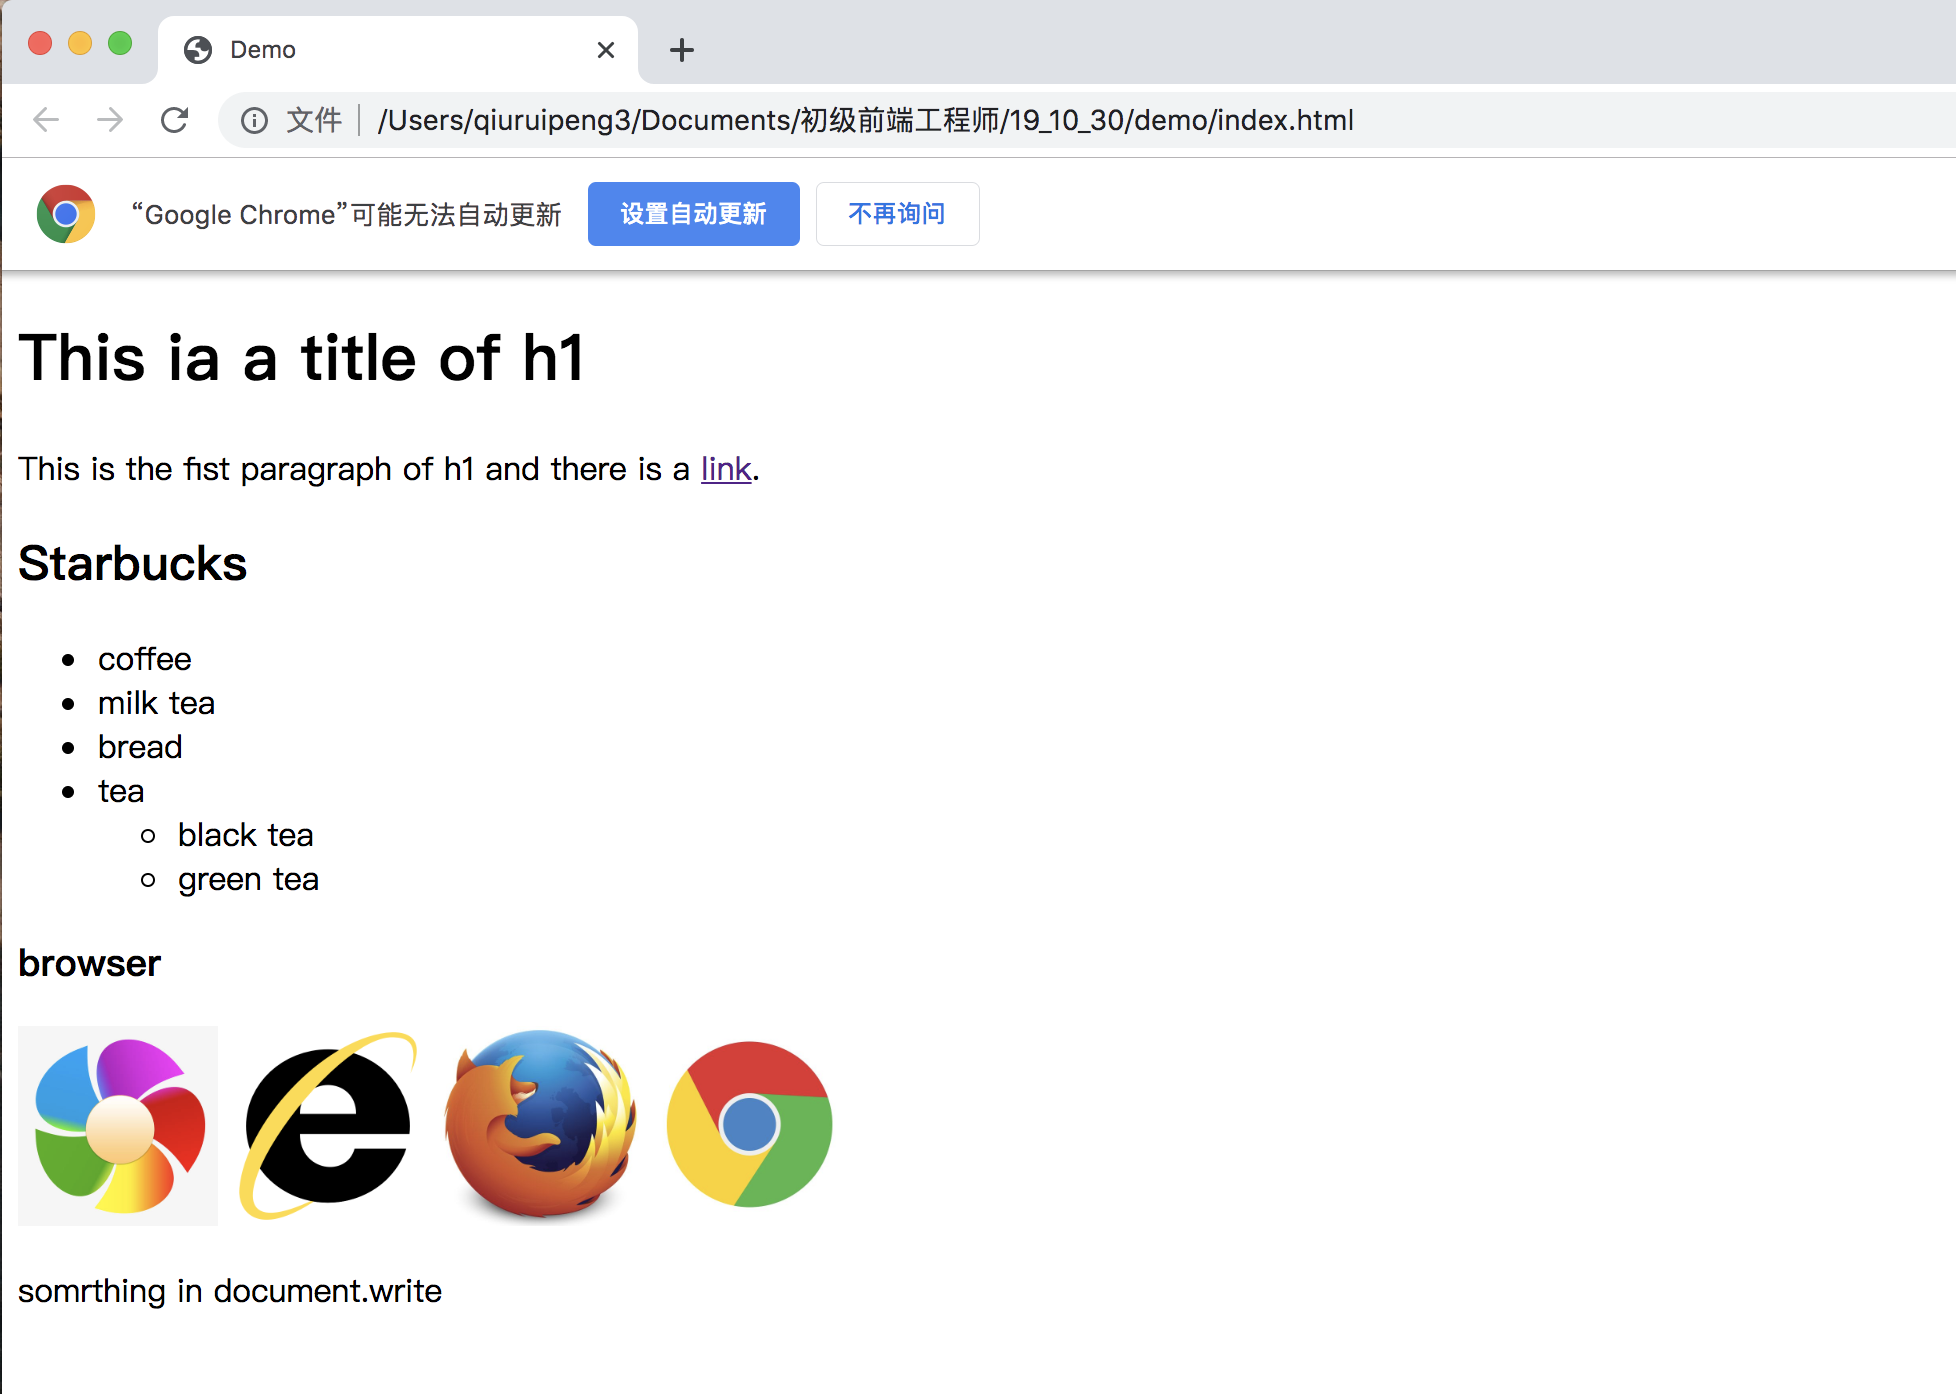 Demo
文件 /Users/qiuruipeng3/Documents/初级前端工程师/19_10_30/demo/index.html
“Google Chrome”可能无法自动更新 设置自动更新 不再询问
This ia a title of h1
This is the fist paragraph of h1 and there is a link.
Starbucks
coffee
milk tea
bread
tea
black tea
green tea
browser
somrthing in document.write